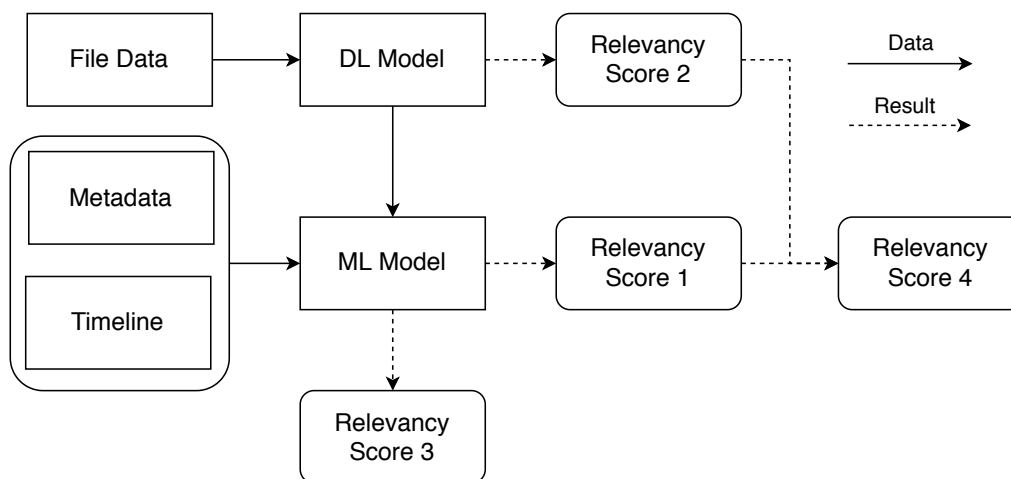 File Data
DL Model
Relevancy
Score 2
Data
Result
Metadata
Timeline
ML Model
Relevancy
Score 1
Relevancy
Score 4
Relevancy
Score 3